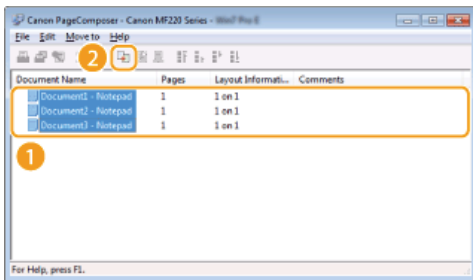 Canon PageComposer - Canon MF220 Series -
File Edit Move to Help
2
Document Name Pages Layout Informati... Comments
Document1 - Notepad 1 1 on 1
Document2 - Notepad 1 1 on 1
Document3 - Notepad 1 1 on 1
1
For Help, press F1.